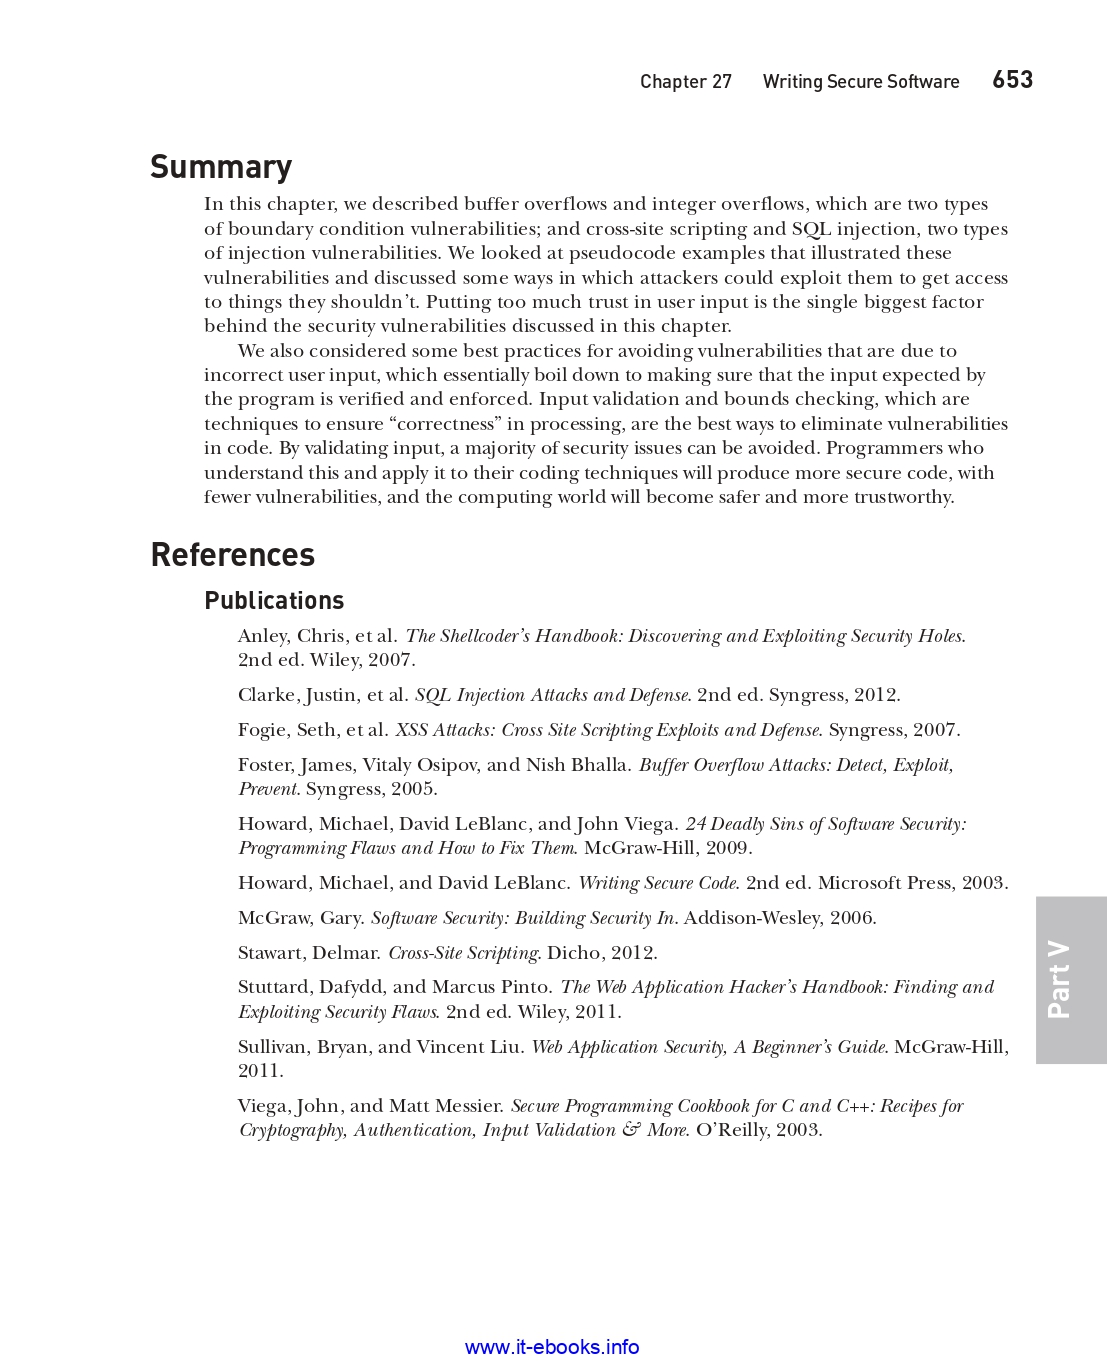 Chapter 27 Writing Secure Software 653
Summary
In this chapter, we described buffer overflows and integer overflows, which are two types
of boundary condition vulnerabilities; and cross-site scripting and SQL injection, two types
of injection vulnerabilities. We looked at pseudocode examples that illustrated these
vulnerabilities and discussed some ways in which attackers could exploit them to get access
to things they shouldn’t. Putting too much trust in user input is the single biggest factor
behind the security vulnerabilities discussed in this chapter.
We also considered some best practices for avoiding vulnerabilities that are due to
incorrect user input, which essentially boil down to making sure that the input expected by
the program is verified and enforced. Input validation and bounds checking, which are
techniques to ensure “correctness” in processing, are the best ways to eliminate vulnerabilities
in code. By validating input, a majority of security issues can be avoided. Programmers who
understand this and apply it to their coding techniques will produce more secure code, with
fewer vulnerabilities, and the computing world will become safer and more trustworthy.
References
Publications
Anley, Chris, et al. The Shellcoder’s Handbook: Discovering and Exploiting Security Holes.
2nd ed. Wiley, 2007.
Clarke, Justin, et al. SQL Injection Attacks and Defense. 2nd ed. Syngress, 2012.
Fogie, Seth, et al. XSS Attacks: Cross Site Scripting Exploits and Defense. Syngress, 2007.
Foster, James, Vitaly Osipov, and Nish Bhalla. Buffer Overflow Attacks: Detect, Exploit,
Prevent. Syngress, 2005.
Howard, Michael, David LeBlanc, and John Viega. 24 Deadly Sins of Software Security:
Programming Flaws and How to Fix Them. McGraw-Hill, 2009.
Howard, Michael, and David LeBlanc. Writing Secure Code. 2nd ed. Microsoft Press, 2003.
McGraw, Gary. Software Security: Building Security In. Addison-Wesley, 2006.
Stawart, Delmar. Cross-Site Scripting. Dicho, 2012.
Stuttard, Dafydd, and Marcus Pinto. The Web Application Hacker’s Handbook: Finding and
Exploiting Security Flaws. 2nd ed. Wiley, 2011.
Sullivan, Bryan, and Vincent Liu. Web Application Security, A Beginner’s Guide. McGraw-Hill,
2011.
Viega, John, and Matt Messier. Secure Programming Cookbook for C and C++: Recipes for
Cryptography, Authentication, Input Validation & More. O’Reilly, 2003.
Part V
www.it-ebooks.info